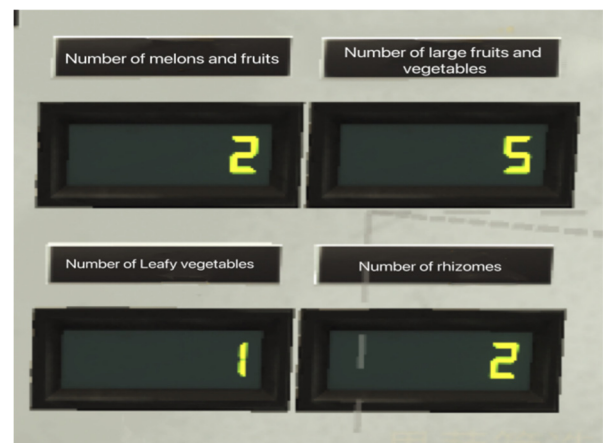 Number of melons and fruits
Number of large fruits and
vegetables
2
5
Number of Leafy vegetables
Number of rhizomes
1
2